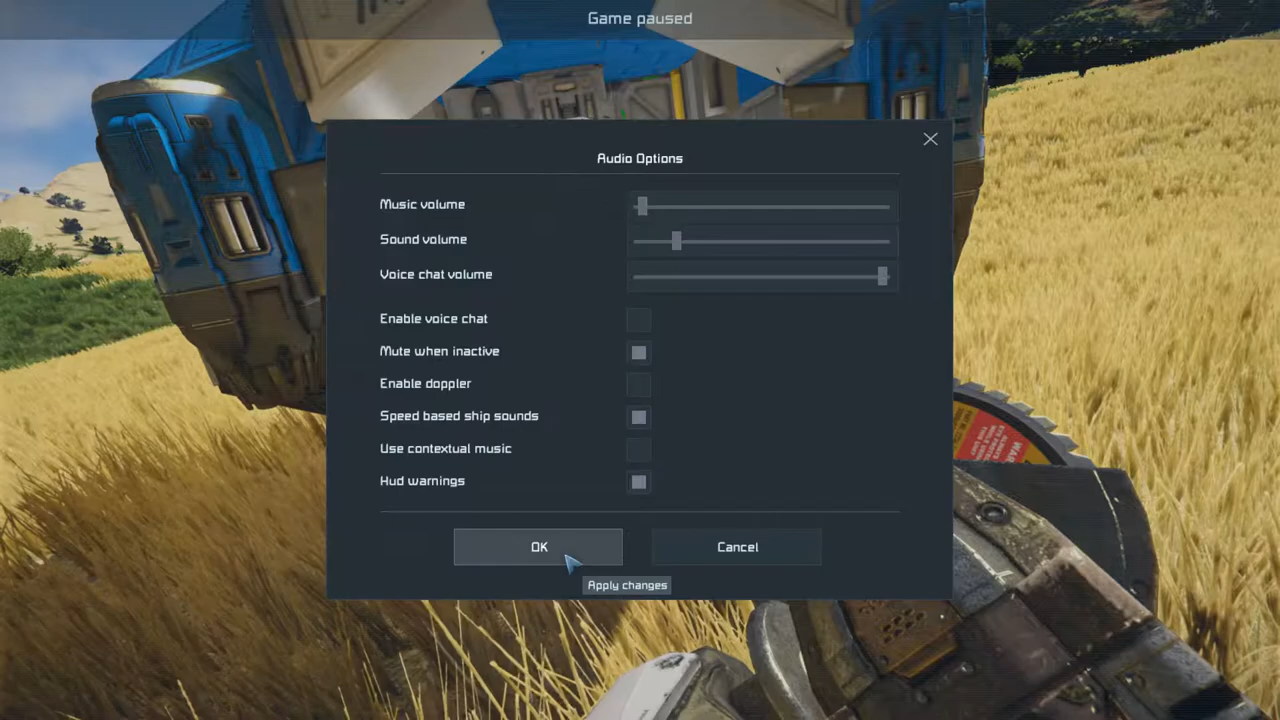 Game paused
Audio Options
Music volume
Sound volume
Voice chat volume
Enable voice chat
Mute when inactive
Enable doppler
Speed based ship sounds
Use contextual music
Hud warnings
OK
Cancel
Apply changes